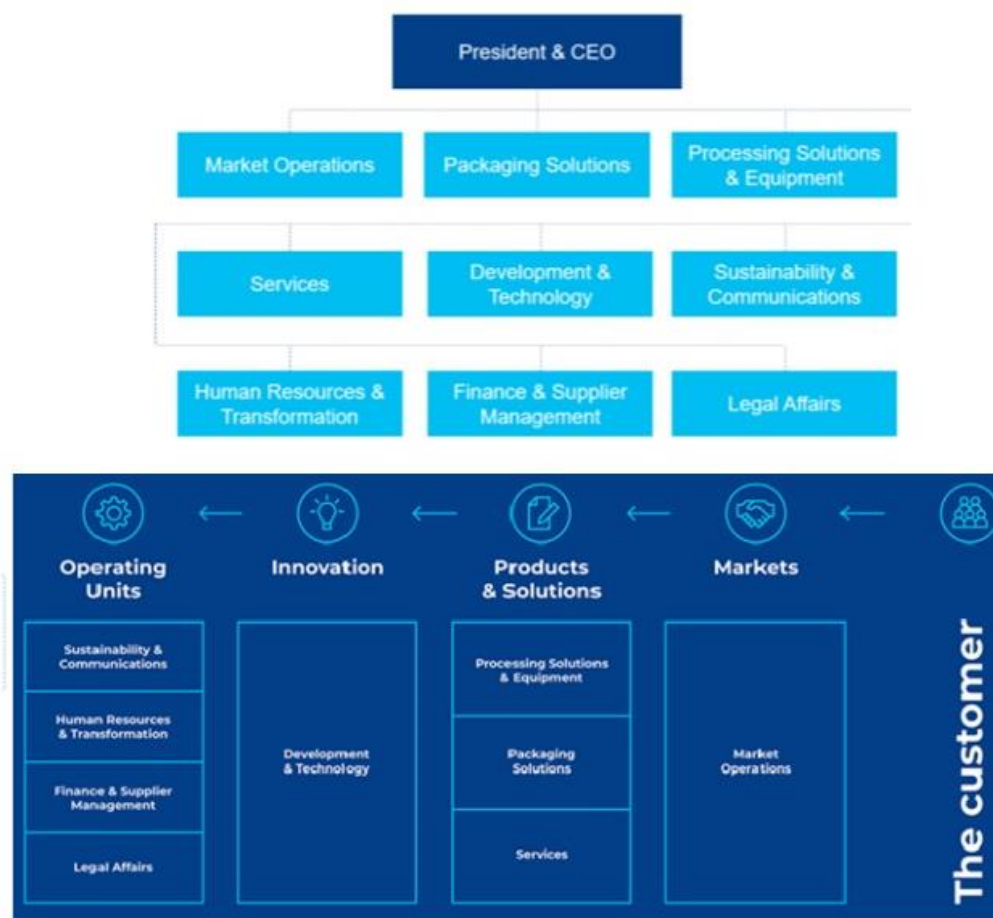 President & CEO
Market Operations
Packaging Solutions
Processing Solutions
& Equipment
Services
Development &
Technology
Sustainability &
Communications
Human Resources &
Transformation
Finance & Supplier
Management
Legal Affairs
Operating
Units
Innovation
Products
& Solutions
Markets
Sustainability &
Communications
Human Resources
& Transformation
Finance & Supplier
Management
Legal Affairs
Development
& Technology
Processing Solutions
& Equipment
Packaging
Solutions
Services
Market
Operations
The customer